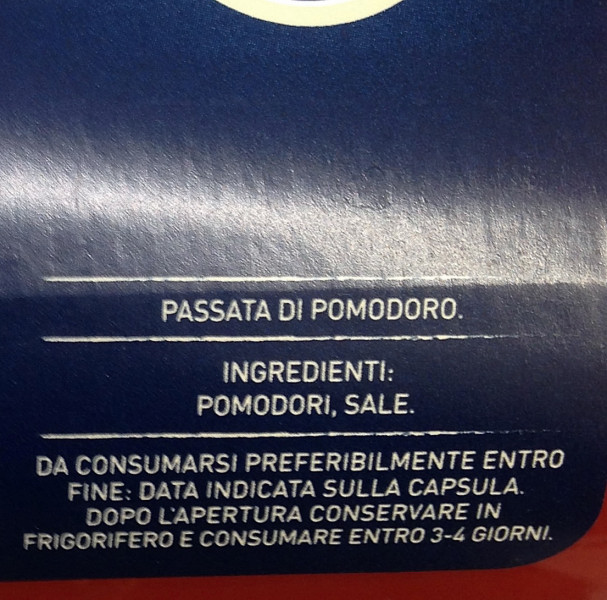 PASSATA DI POMODORO.
INGREDIENTI:
POMODORI, SALE.
DA CONSUMARSI PREFERIBILMENTE ENTRO
FINE: DATA INDICATA SULLA CAPSULA.
DOPO L'APERTURA CONSERVARE IN
FRIGORIFERO E CONSUMARE ENTRO 3-4 GIORNI.